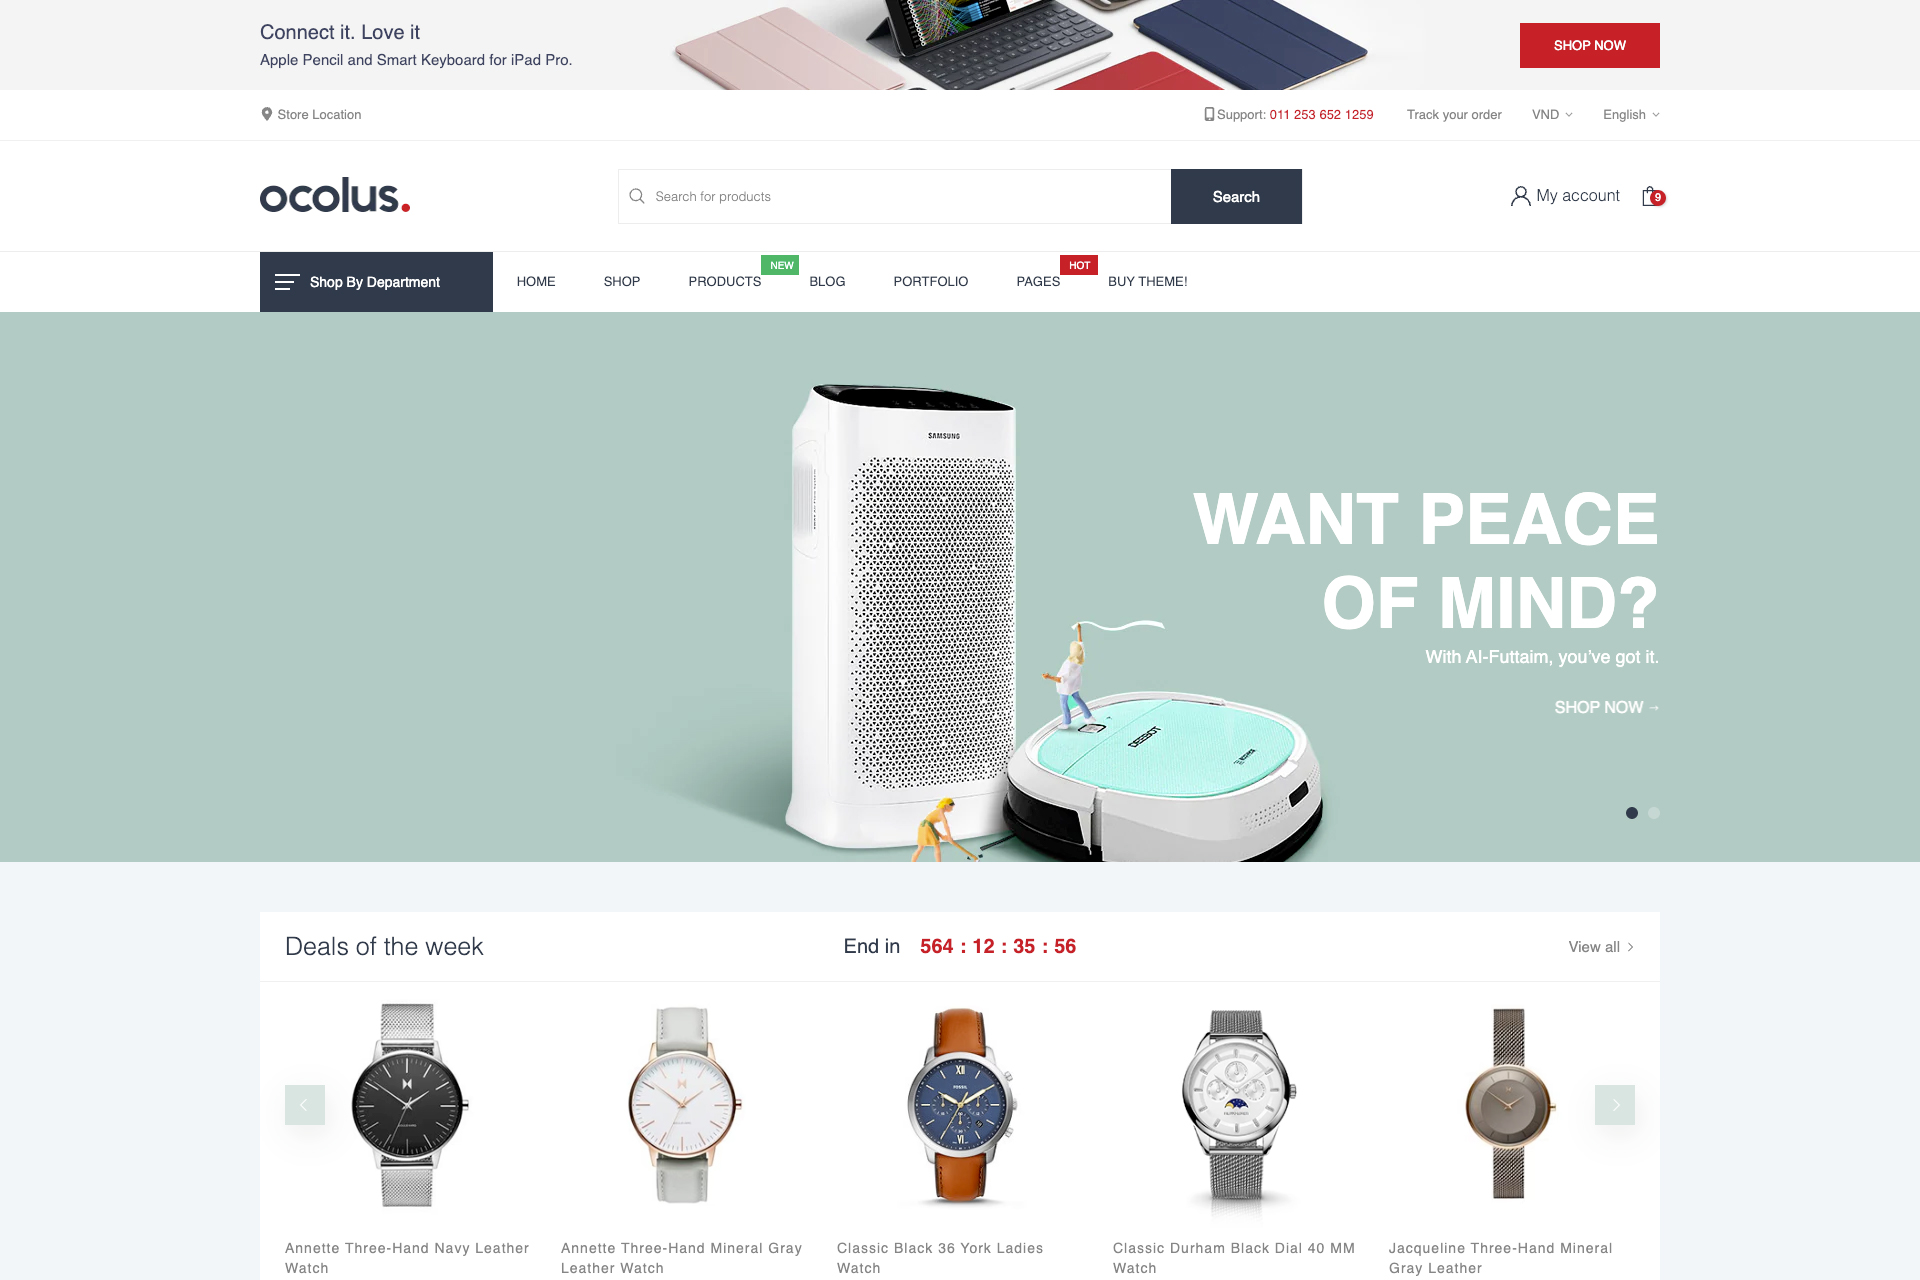 Connect it. Love it
Apple Pencil and Smart Keyboard for iPad Pro.
SHOP NOW
Store Location
Support: 011 253 652 1259
Track your order
VND
English
ocolus.
Search for products
Search
My account
9
Shop By Department
HOME
SHOP
PRODUCTS
NEW
BLOG
PORTFOLIO
PAGES
HOT
BUY THEME!
SAMSUNG
WANT PEACE
OF MIND?
With Al-Futtaim, you’ve got it.
SHOP NOW →
DEEBOT
Deals of the week
End in 564 : 12 : 35 : 56
View all
XII
FOSSIL
VI
Annette Three-Hand Navy Leather
Watch
Annette Three-Hand Mineral Gray
Leather Watch
Classic Black 36 York Ladies
Watch
Classic Durham Black Dial 40 MM
Watch
Jacqueline Three-Hand Mineral
Gray Leather